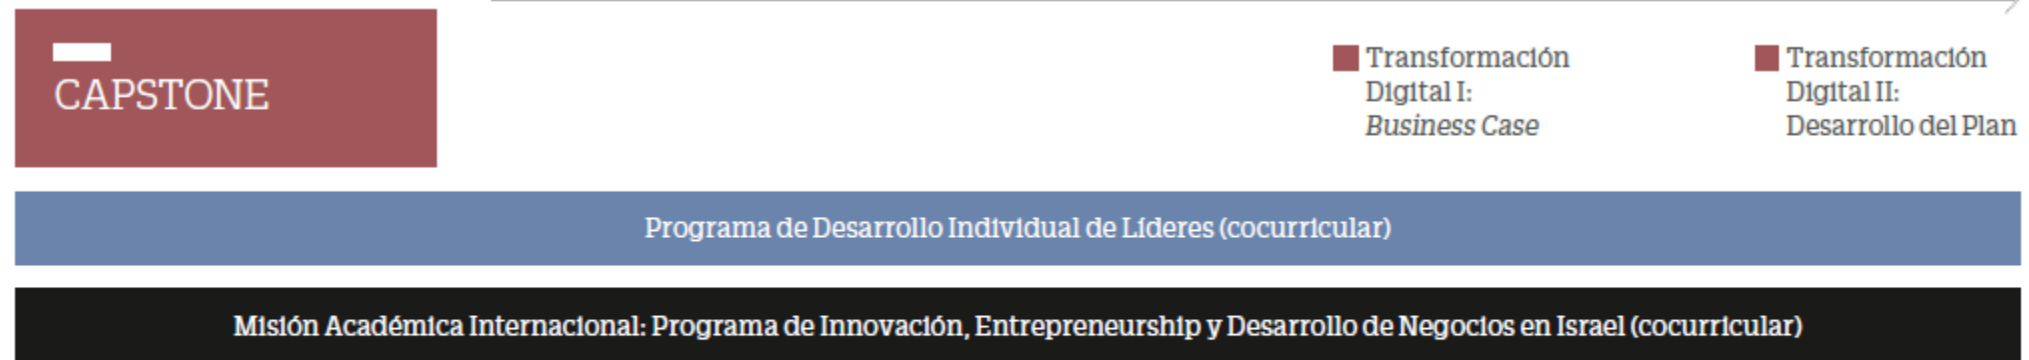 CAPSTONE
Transformación
Digital I:
Business Case
Transformación
Digital II:
Desarrollo del Plan
Programa de Desarrollo Individual de Líderes (cocurricular)
Misión Académica Internacional: Programa de Innovación, Entrepreneurship y Desarrollo de Negocios en Israel (cocurricular)